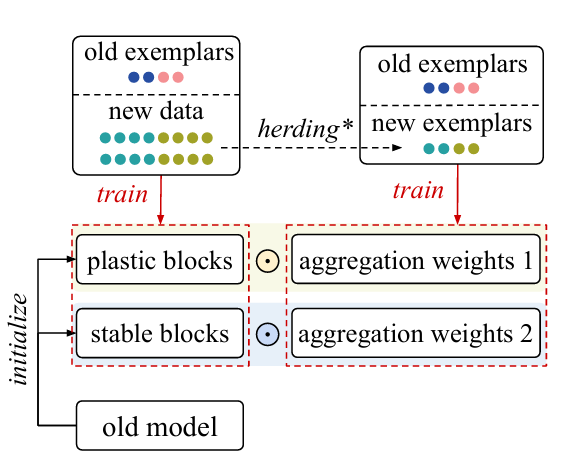 old exemplars
new data
herding*
old exemplars
new exemplars
train
train
plastic blocks
aggregation weights 1
stable blocks
aggregation weights 2
initialize
old model